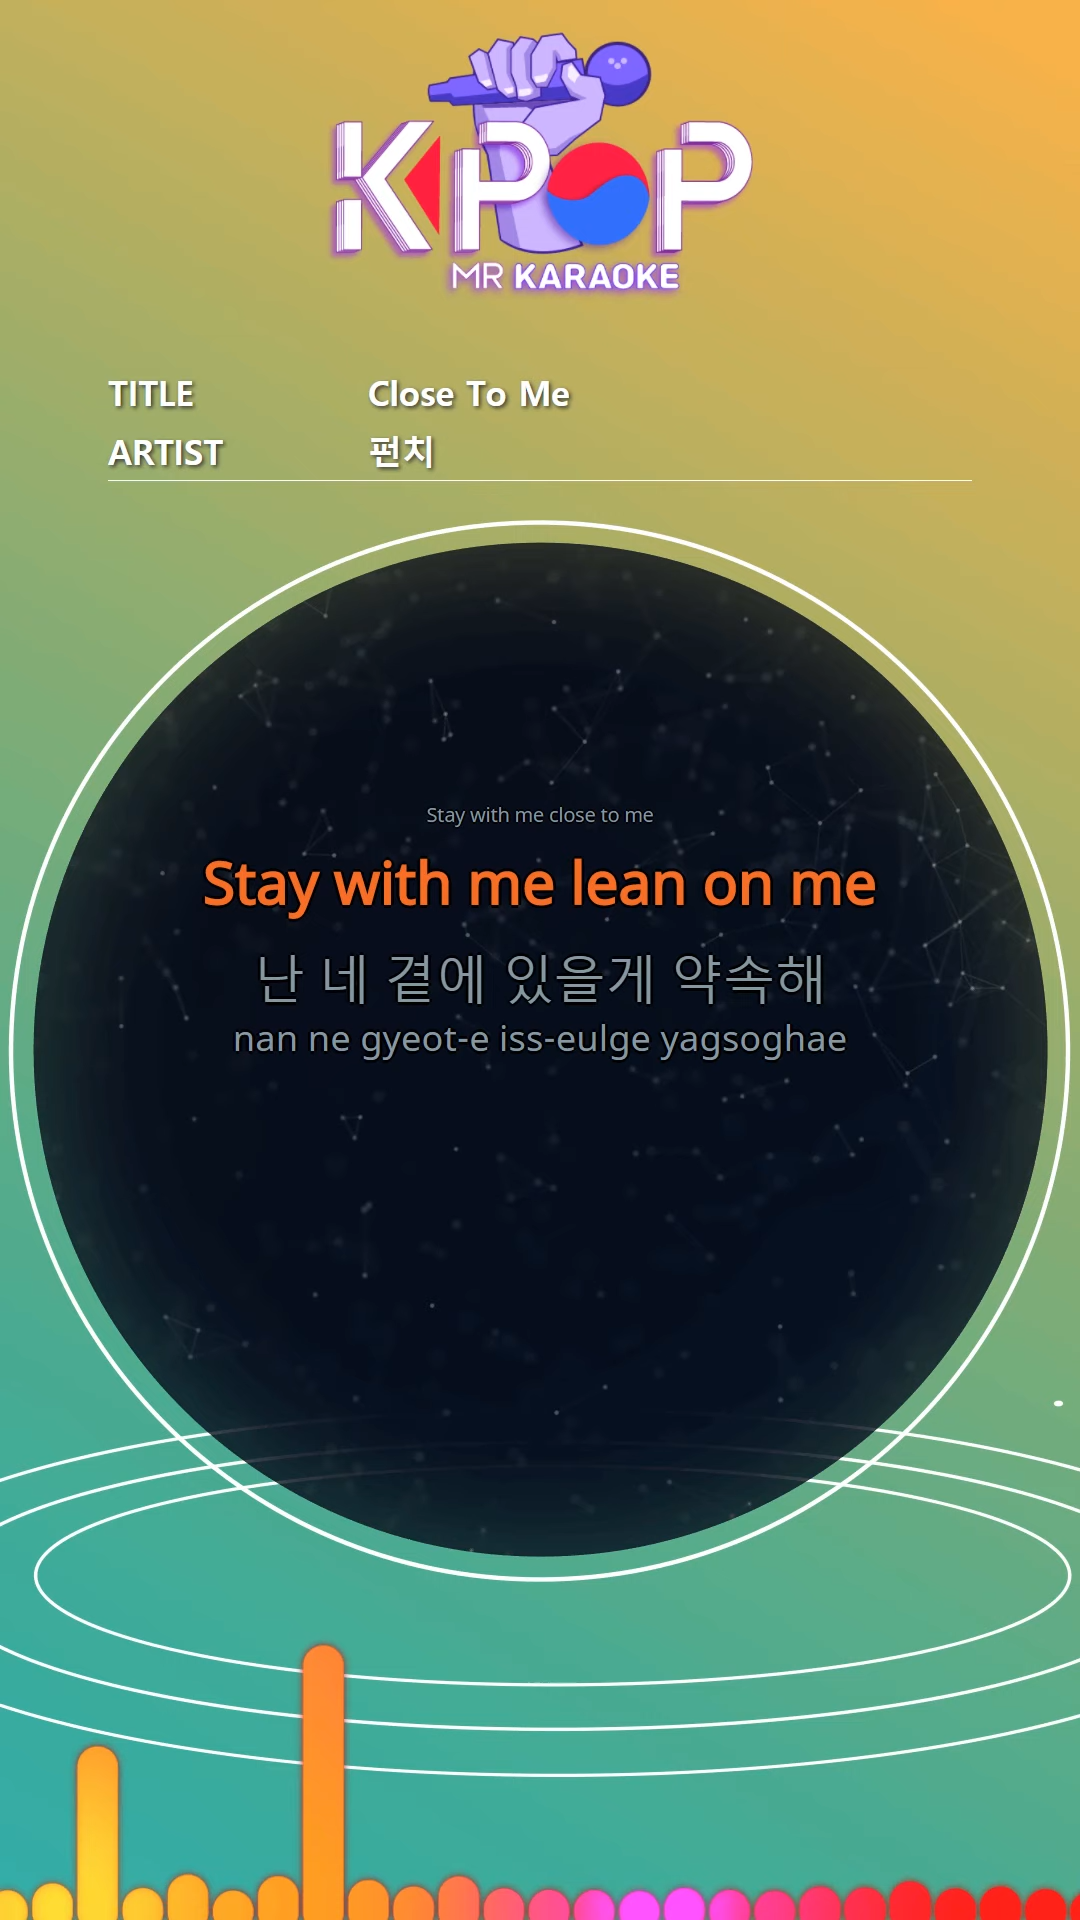 KPOP
MR KARAOKE
TITLE Close To Me
ARTIST 펀치
Stay with me close to me
Stay with me lean on me
난 네 곁에 있을게 약속해
nan ne gyeot-e iss-eulge yagsoghae